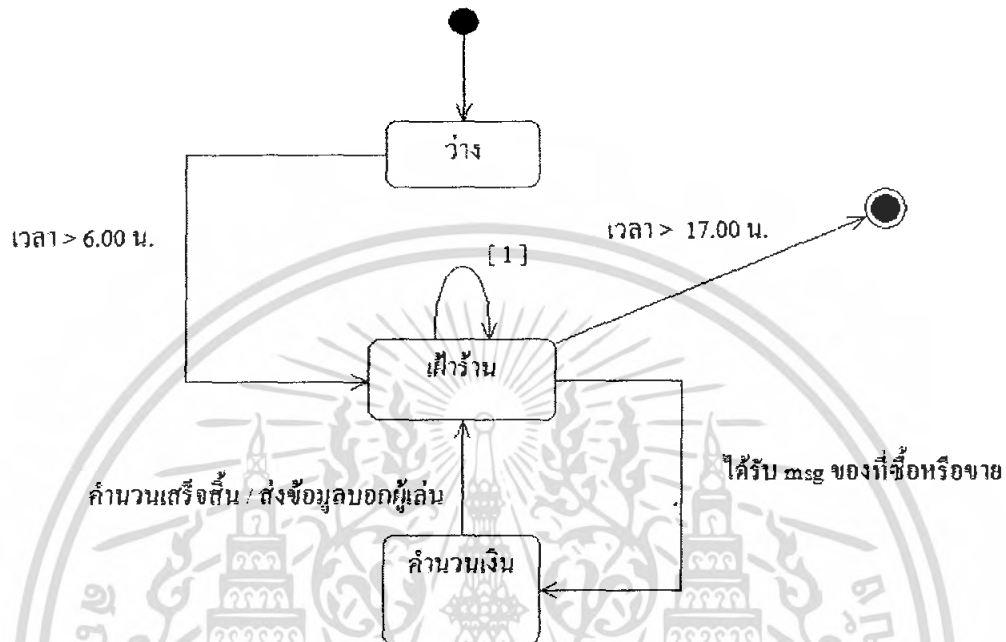 ว่าง
เวลา > 6.00 น.
เวลา > 17.00 น.
[ 1 ]
เฝ้าร้าน
ได้รับ msg ของที่ซื้อหรือขาย
คำนวนเสร็จสิ้น / ส่งข้อมูลบอกผู้เล่น
คำนวนเงิน